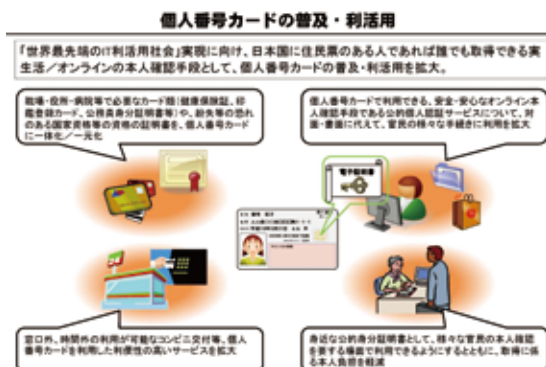 個人番号カードの普及・利活用
「世界最先端のIT利活用社会」実現に向け、日本国に住民票のある人であれば誰でも取得できる実
生活/オンラインの本人確認手段として、個人番号カードの普及・利活用を拡大。
職場・役所・病院等で必要なカード類(健康保険証、印
鑑登録カード、公務員身分証明書等)や、紛失等の恐れ
のある国家資格等の資格の証明書を、個人番号カード
に一体化/一元化
個人番号カードで利用できる、安全・安心なオンライン本
人確認手段である公的個人認証サービスについて、対
面・書面に代えて、官民の様々な手続きに利用を拡大
電子証明書
窓口外、時間外の利用が可能なコンビニ交付等、個人
番号カードを利用した利便性の高いサービスを拡大
身近な公的身分証明書として、様々な官民の本人確認
を要する場面で利用できるようにするとともに、取得に係
る本人負担を軽減